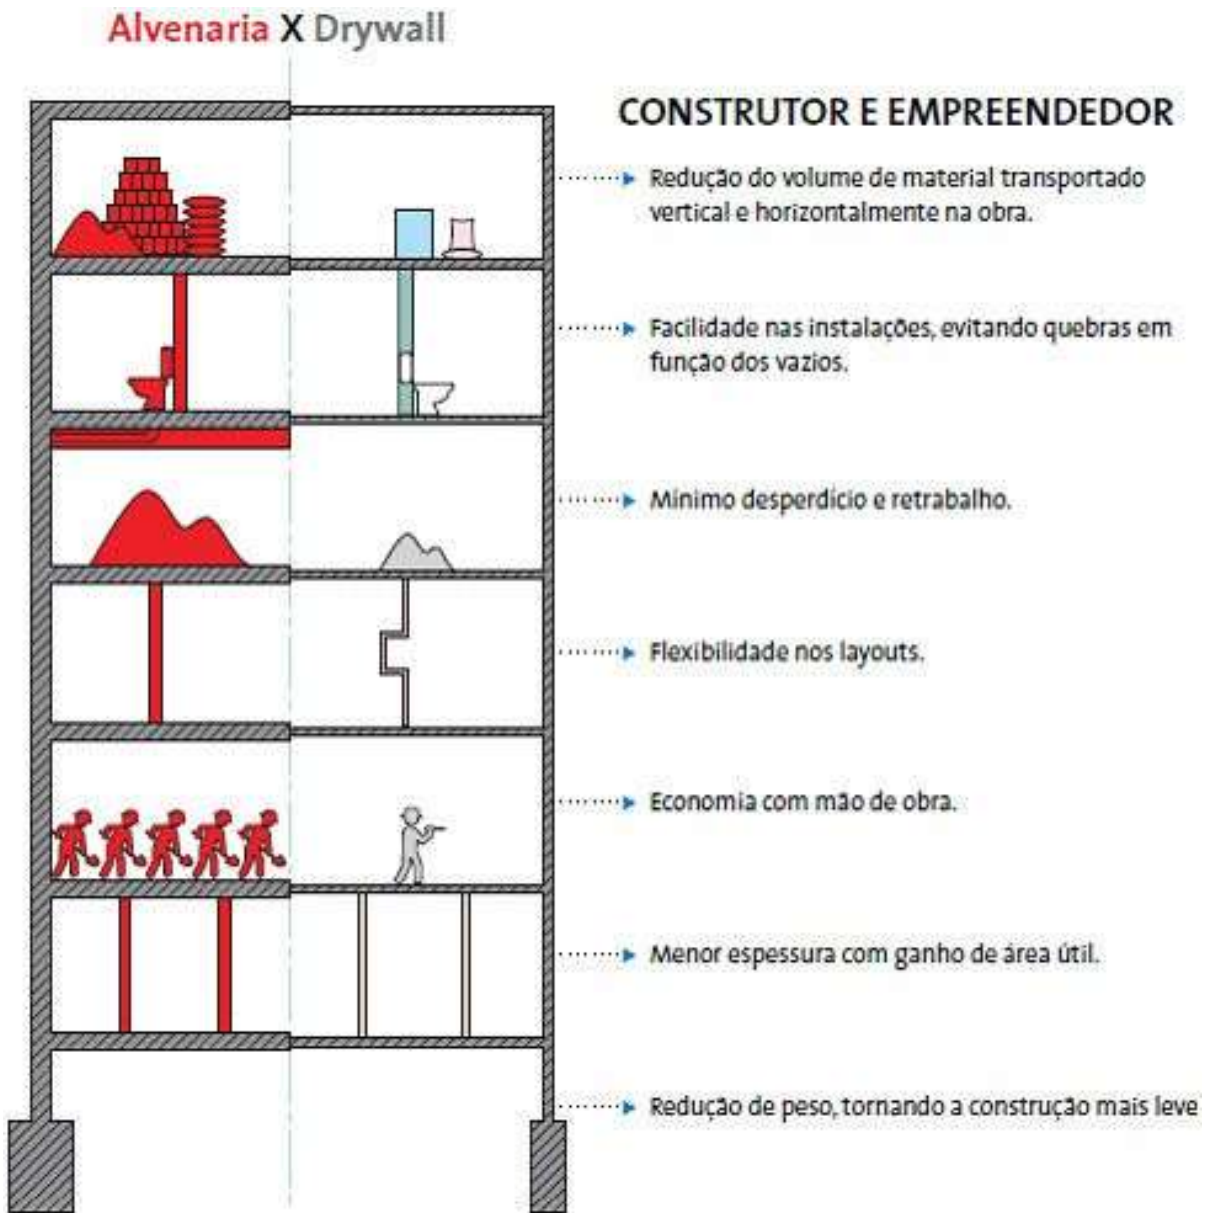 Alvenaria X Drywall
CONSTRUTOR E EMPREENDEDOR
Redução do volume de material transportado
vertical e horizontalmente na obra.
Facilidade nas instalações, evitando quebras em
função dos vazios.
Mínimo desperdício e retrabalho.
Flexibilidade nos layouts.
Economia com mão de obra.
Menor espessura com ganho de área útil.
Redução de peso, tornando a construção mais leve